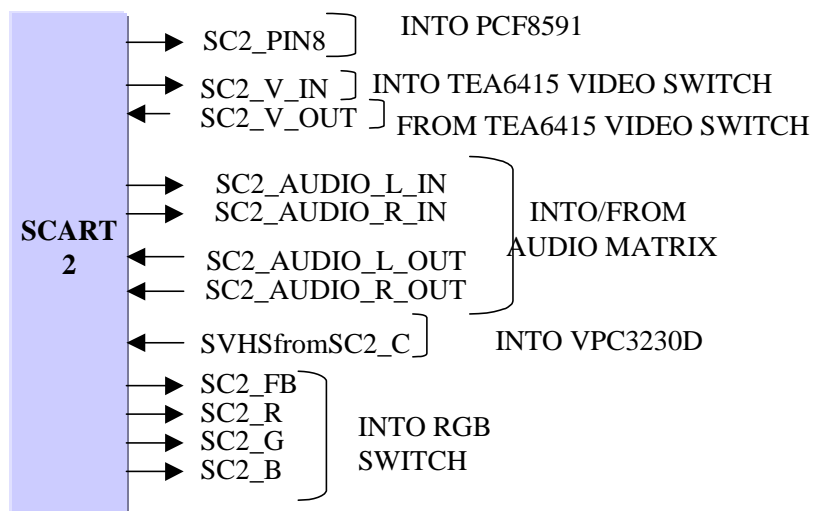 SC2_PIN8 INTO PCF8591
SC2_V_IN INTO TEA6415 VIDEO SWITCH
SC2_V_OUT FROM TEA6415 VIDEO SWITCH
SC2_AUDIO_L_IN
SC2_AUDIO_R_IN
SCART
2
INTO/FROM
AUDIO MATRIX
SC2_AUDIO_L_OUT
SC2_AUDIO_R_OUT
SVHSfromSC2_C INTO VPC3230D
SC2_FB
SC2_R
SC2_G
SC2_B
INTO RGB
SWITCH